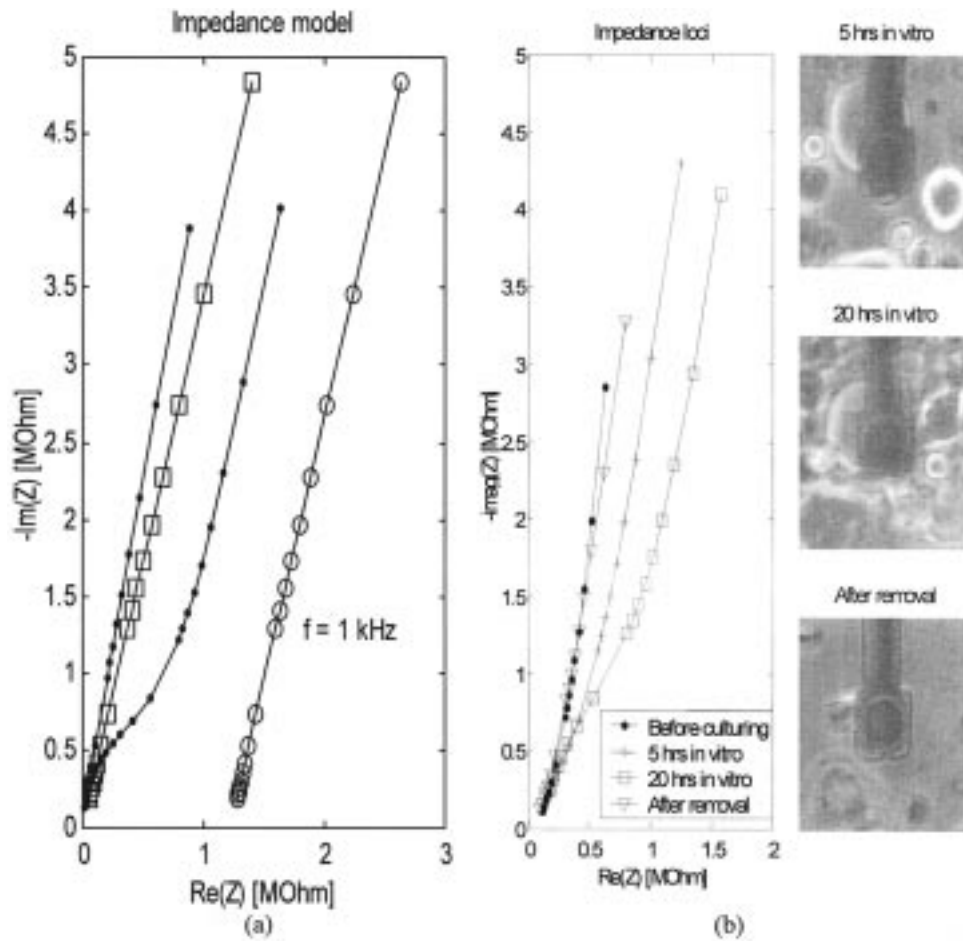 Impedance model
-Im(Z) [MOhm]
5
4.5
4
3.5
3
2.5
2
1.5
1
0.5
0
0
1
2
3
f = 1 kHz
Re(Z) [MOhm]
(a)
Impedance loci
-Imag(Z) [MOhm]
5
4.5
4
3.5
3
2.5
2
1.5
1
0.5
0
0
0.5
1
1.5
2
Before culturing
5 hrs in vitro
20 hrs in vitro
After removal
Re(Z) [MOhm]
(b)
5 hrs in vitro
20 hrs in vitro
After removal